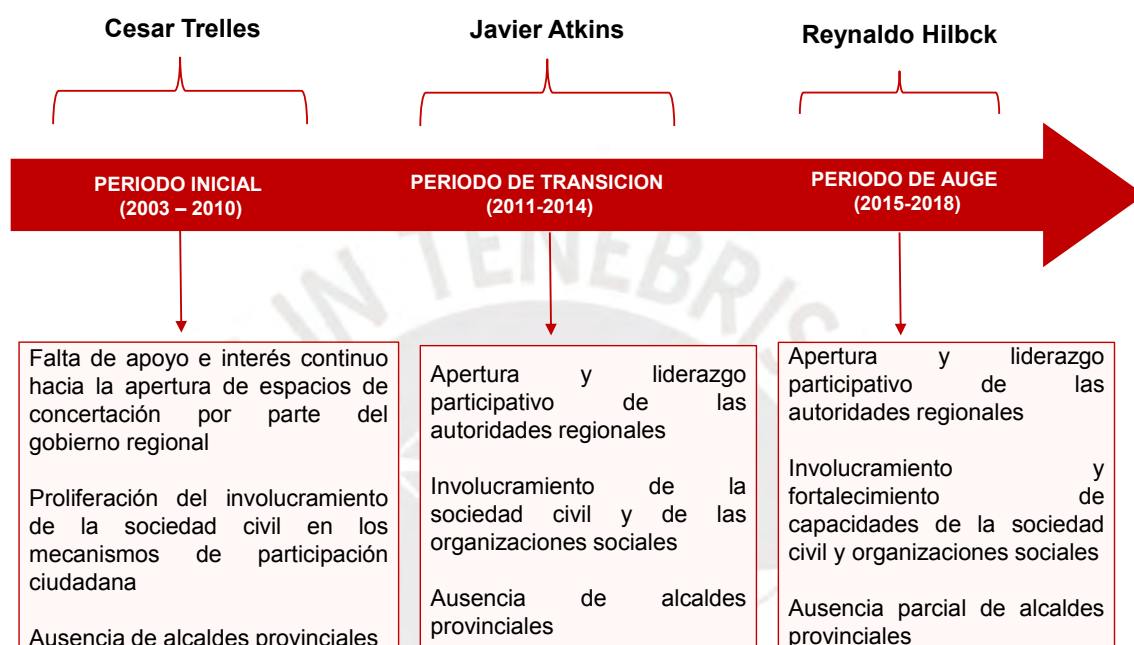 Cesar Trelles
Javier Atkins
Reynaldo Hilbck
PERIODO INICIAL
(2003 – 2010)
PERIODO DE TRANSICION
(2011-2014)
PERIODO DE AUGE
(2015-2018)
IN TENEBRIS
Falta de apoyo e interés continuo
hacia la apertura de espacios de
concertación por parte del
gobierno regional
Proliferación del involucramiento
de la sociedad civil en los
mecanismos de participación
ciudadana
Ausencia de alcaldes provinciales
Apertura y liderazgo
participativo de las
autoridades regionales
Involucramiento de la
sociedad civil y de las
organizaciones sociales
Ausencia de alcaldes
provinciales
Apertura y liderazgo
participativo de las
autoridades regionales
Involucramiento y
fortalecimiento de
capacidades de la sociedad
civil y organizaciones sociales
Ausencia parcial de alcaldes
provinciales